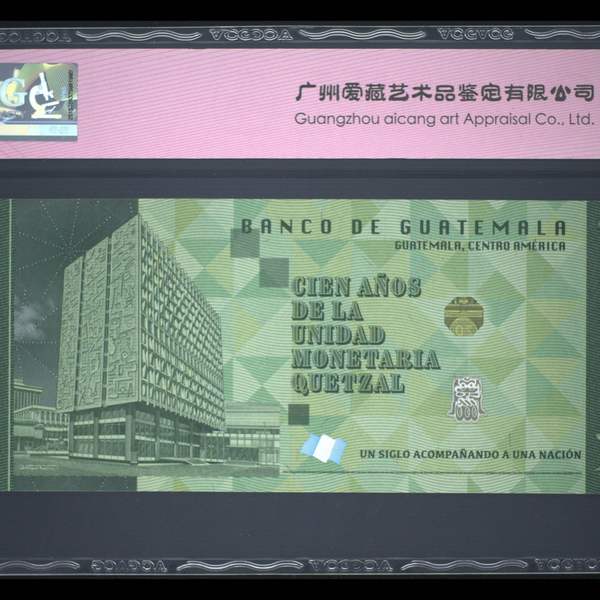 广州爱藏艺术品鉴定有限公司
Guangzhou aicang art Appraisal Co., Ltd.
BANCO DE GUATEMALA
GUATEMALA, CENTRO AMÉRICA
CIEN AÑOS
DE LA
UNIDAD
MONETARIA
QUETZAL
UN SIGLO ACOMPAÑANDO A UNA NACIÓN